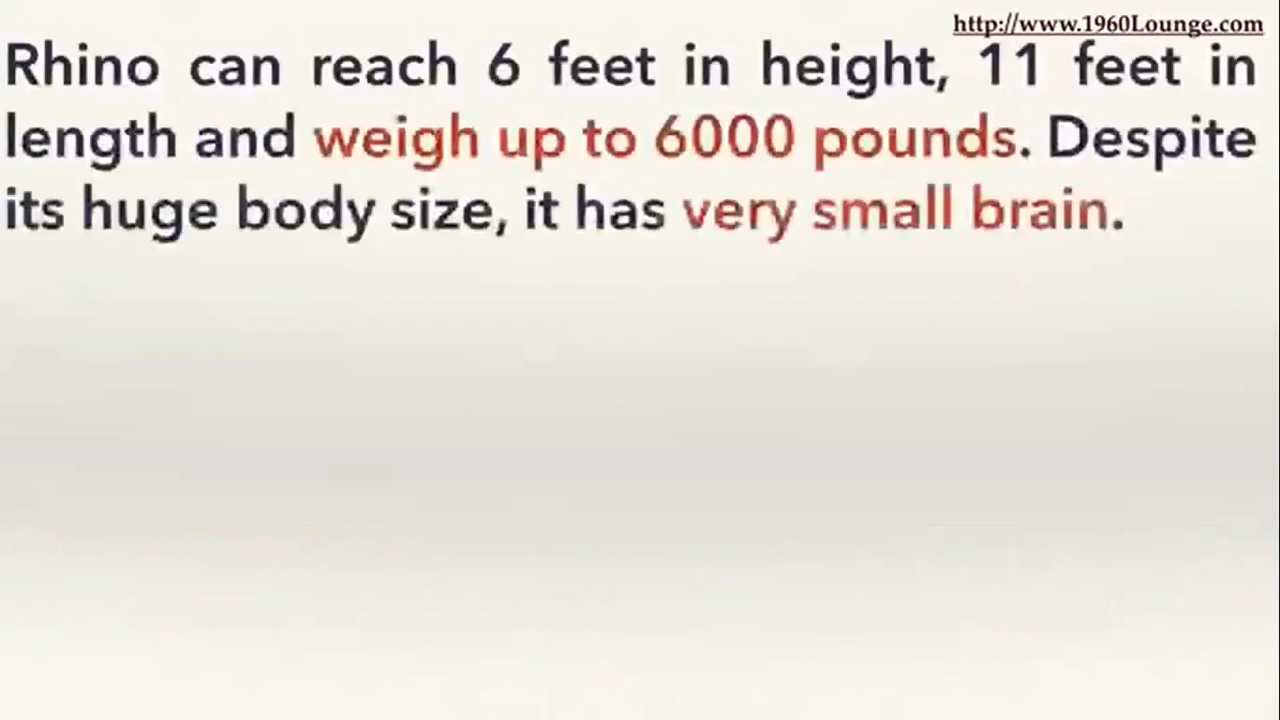 http://www.1960Lounge.com
Rhino can reach 6 feet in height, 11 feet in
length and weigh up to 6000 pounds. Despite
its huge body size, it has very small brain.